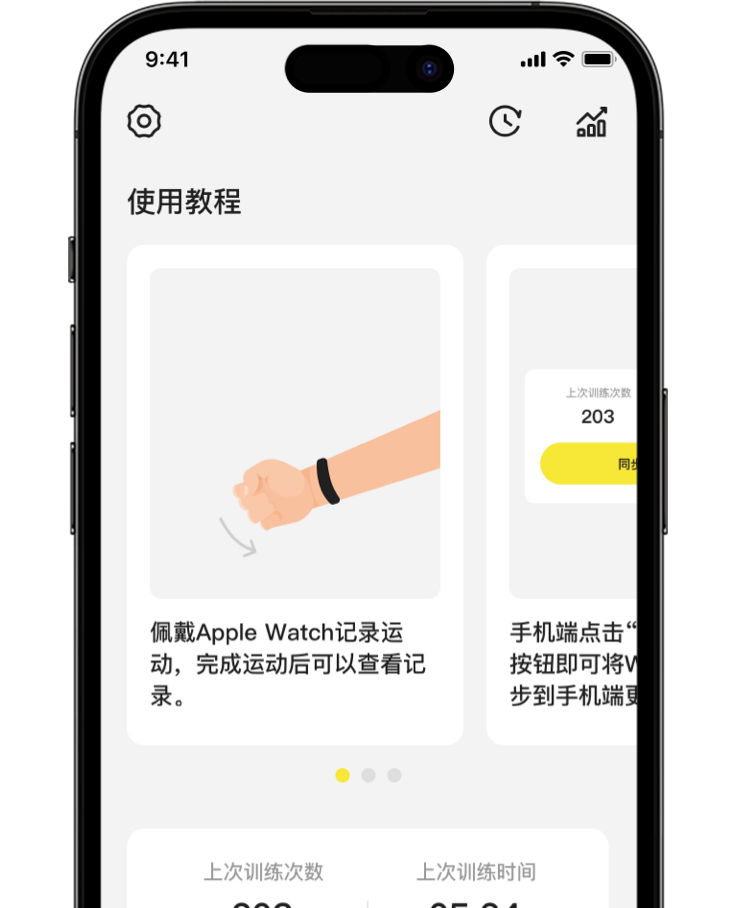 9:41
使用教程
上次训练次数
203
同步
佩戴Apple Watch记录运
动，完成运动后可以查看记
录。
手机端点击“
按钮即可将W
步到手机端更
上次训练次数
上次训练时间